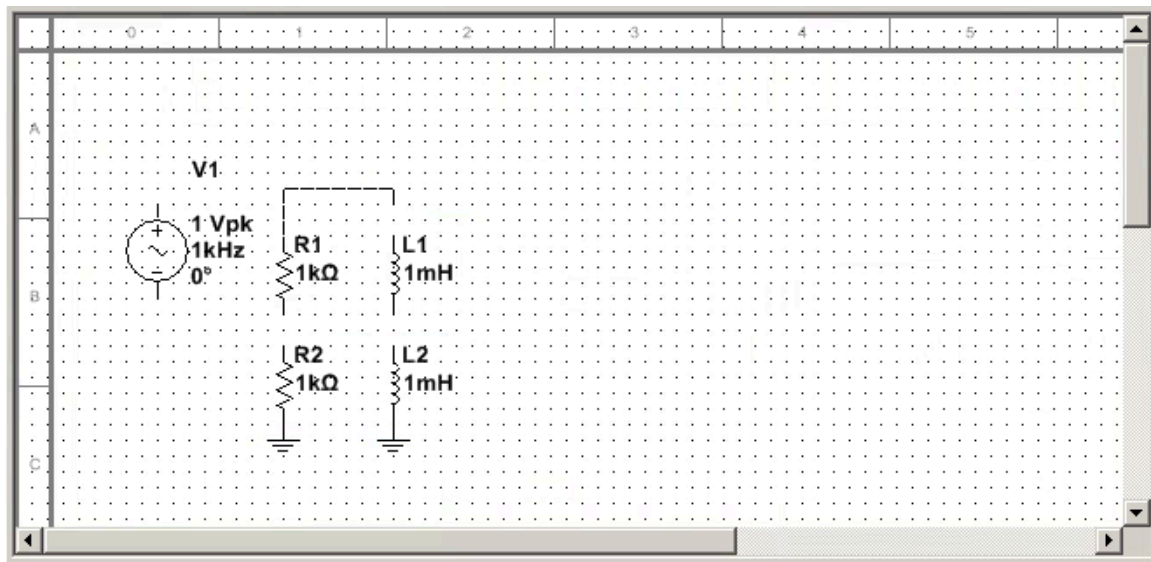 0 1 2 3 4 5
A
V1
1 Vpk
1kHz
0°
R1
1kΩ
L1
1mH
B
R2
1kΩ
L2
1mH
C